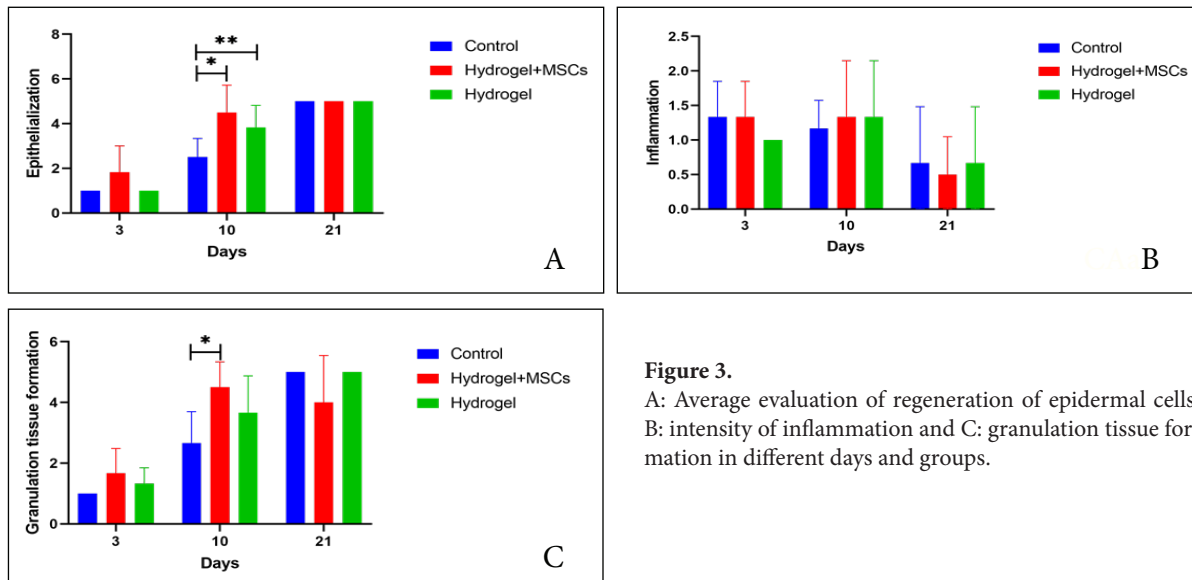 8
6
4
2
0
Epithelialization
**
*
3
10
21
Days
Control
Hydrogel+MSCs
Hydrogel
A
2.5
2.0
1.5
1.0
0.5
0.0
Inflammation
3
10
21
Days
Control
Hydrogel+MSCs
Hydrogel
B
6
4
2
0
Granulation tissue formation
*
3
10
21
Days
Control
Hydrogel+MSCs
Hydrogel
C
Figure 3.
A: Average evaluation of regeneration of epidermal cells
B: intensity of inflammation and C: granulation tissue for-
mation in different days and groups.